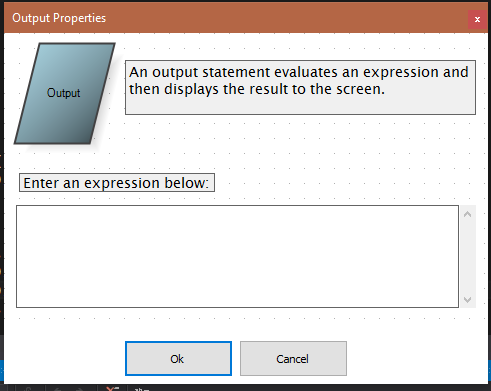 Output Properties
x
Output
An output statement evaluates an expression and
then displays the result to the screen.
Enter an expression below:
Ok
Cancel